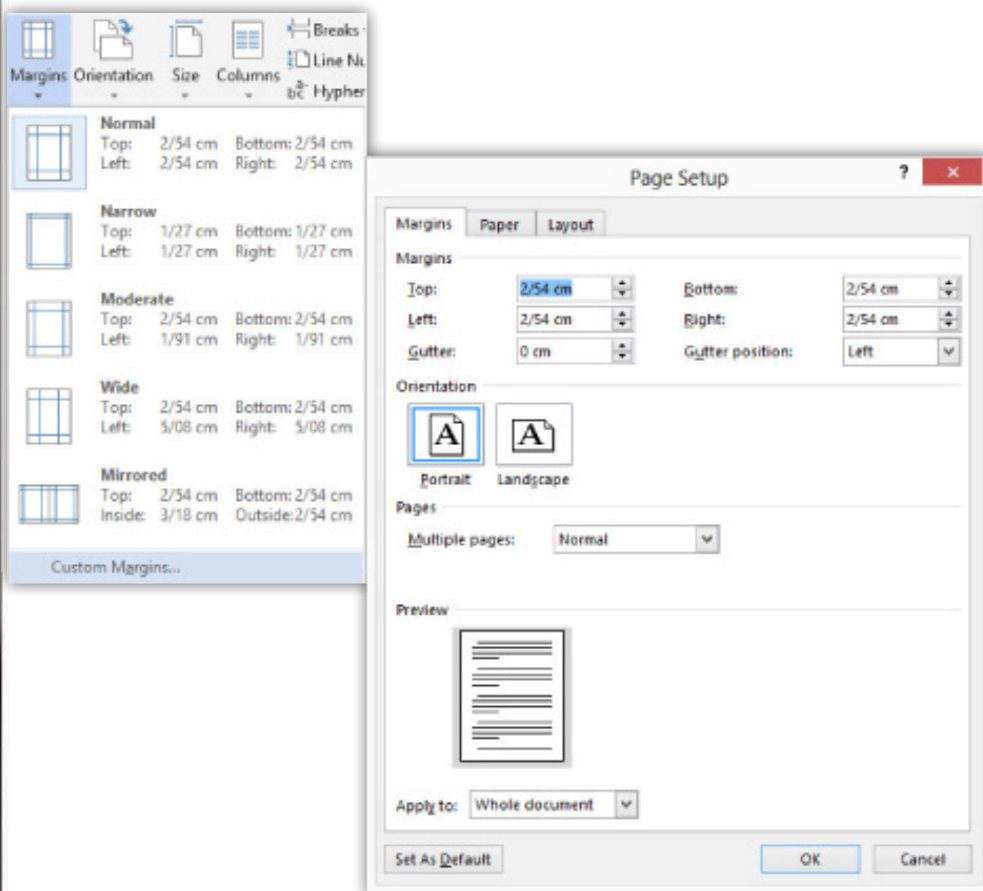 Breaks
Line Nu
Hypher
Margins Orientation Size Columns
Normal
Top: 2/54 cm Bottom: 2/54 cm
Left: 2/54 cm Right: 2/54 cm
Narrow
Top: 1/27 cm Bottom: 1/27 cm
Left: 1/27 cm Right: 1/27 cm
Moderate
Top: 2/54 cm Bottom: 2/54 cm
Left: 1/91 cm Right: 1/91 cm
Wide
Top: 2/54 cm Bottom: 2/54 cm
Left: 5/08 cm Right: 5/08 cm
Mirrored
Top: 2/54 cm Bottom: 2/54 cm
Inside: 3/18 cm Outside: 2/54 cm
Custom Margins...
Page Setup
Margins Paper Layout
Margins
Top: 2/54 cm Bottom: 2/54 cm
Left: 2/54 cm Right: 2/54 cm
Gutter: 0 cm Gutter position: Left
Orientation
A A
Portrait Landscape
Pages
Multiple pages: Normal
Preview
Apply to: Whole document
Set As Default OK Cancel